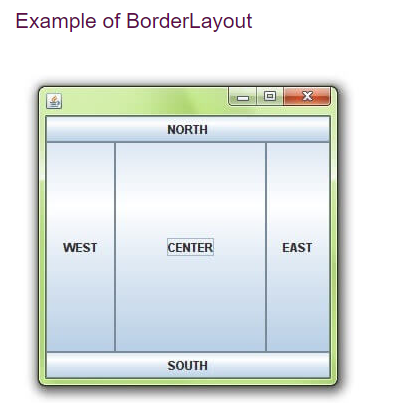 Example of BorderLayout
NORTH
WEST CENTER EAST
SOUTH